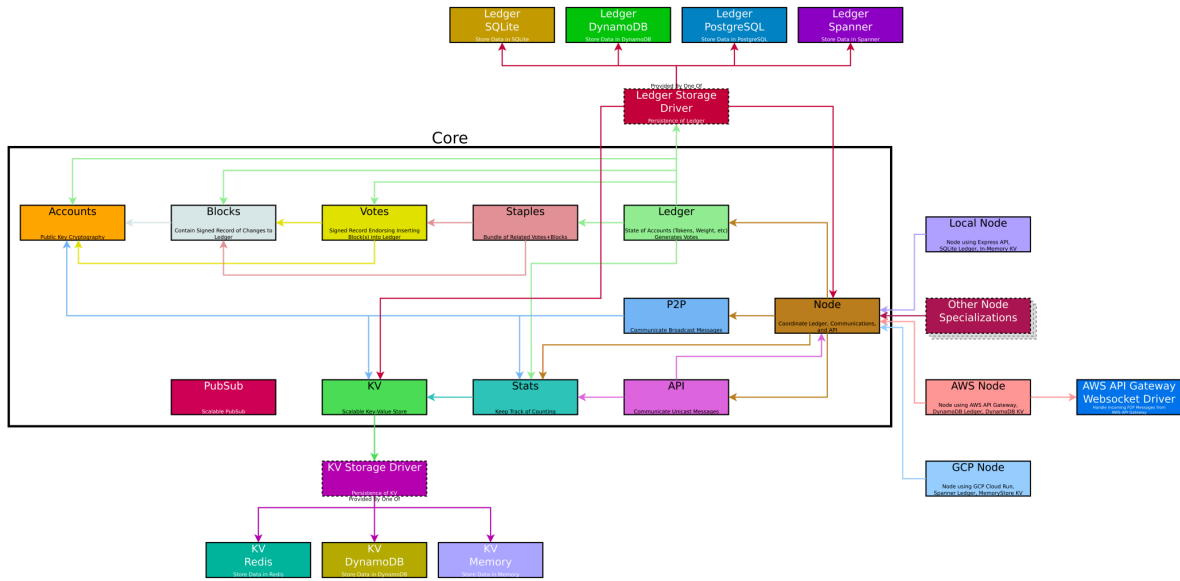 Ledger
SQLite
Store Data in SQLite
Ledger
DynamoDB
Store Data in DynamoDB
Ledger
PostgreSQL
Store Data in PostgreSQL
Ledger
Spanner
Store Data in Spanner
Provided By One Of
Ledger Storage
Driver
Persistence of Ledger
Core
Accounts
Public Key Cryptography
Blocks
Contain Signed Record of Changes to
Ledger
Votes
Signed Record Endorsing Inserting
Block(s) into Ledger
Staples
Bundle of Related Votes+Blocks
Ledger
State of Accounts (Tokens, Weight, etc)
Generates Votes
Local Node
Node using Express API,
SQLite Ledger, In-Memory KV
P2P
Communicate Broadcast Messages
Node
Coordinate Ledger, Communications,
and API
Other Node
Specializations
PubSub
Scalable PubSub
KV
Scalable Key-Value Store
Stats
Keep Track of Counting
API
Communicate Unicast Messages
AWS Node
Node using AWS API Gateway,
DynamoDB Ledger, DynamoDB KV
AWS API Gateway
Websocket Driver
Handle Incoming P2P Messages from
AWS API Gateway
KV Storage Driver
Persistence of KV
Provided By One Of
GCP Node
Node using GCP Cloud Run,
Spanner Ledger, MemoryStore KV
KV
Redis
Store Data in Redis
KV
DynamoDB
Store Data in DynamoDB
KV
Memory
Store Data in Memory